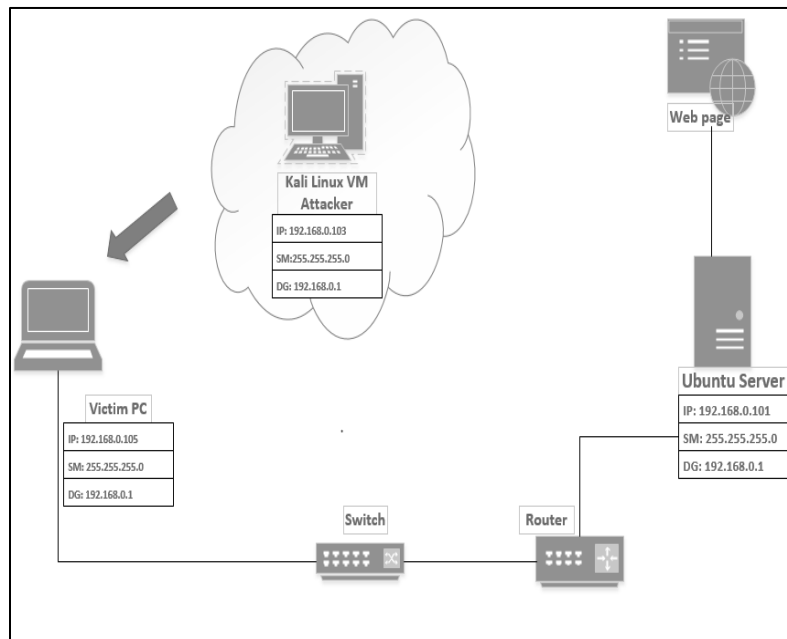 Web page
Kali Linux VM
Attacker
IP: 192.168.0.103
SM:255.255.255.0
DG: 192.168.0.1
Ubuntu Server
IP: 192.168.0.101
SM: 255.255.255.0
DG: 192.168.0.1
Victim PC
IP: 192.168.0.105
SM: 255.255.255.0
DG: 192.168.0.1
Switch
Router